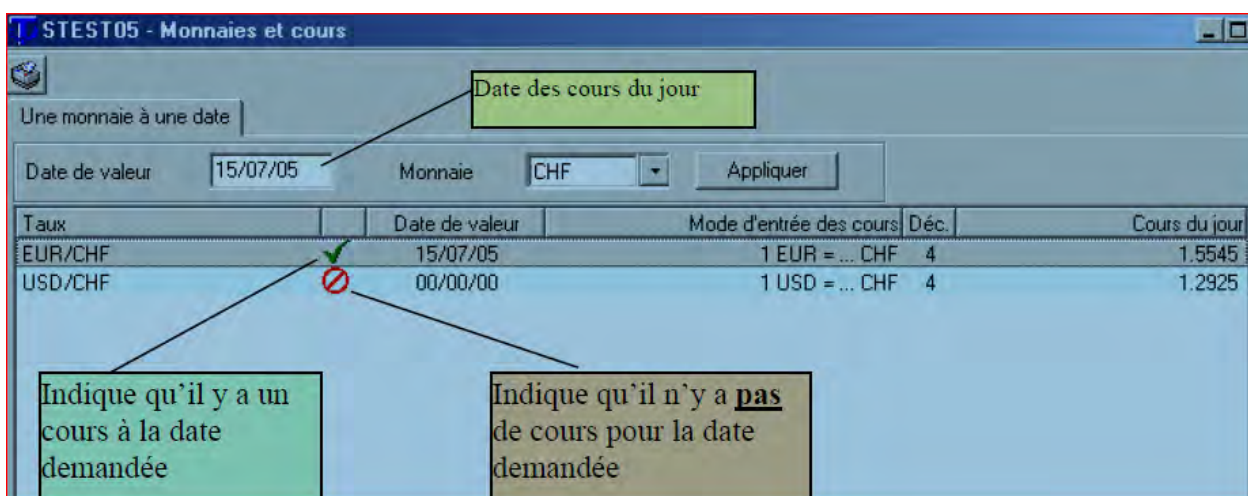 STEST05 - Monnaies et cours
Date des cours du jour
Une monnaie à une date
Date de valeur 15/07/05 Monnaie CHF Appliquer
Taux Date de valeur Mode d'entrée des cours Déc. Cours du jour
EUR/CHF 15/07/05 1 EUR = ... CHF 4 1.5545
USD/CHF 00/00/00 1 USD = ... CHF 4 1.2925
Indique qu'il y a un
cours à la date
demandée
Indique qu'il n'y a pas
de cours pour la date
demandée